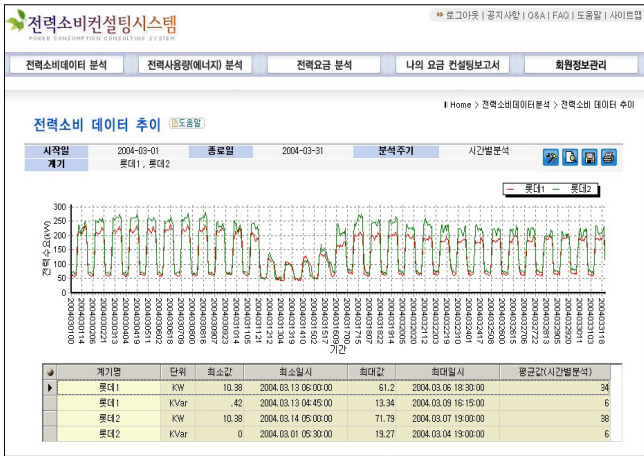 로그아웃 | 공지사항 | Q&A | FAQ | 도움말 | 사이트맵
전력소비컨설팅시스템
POWER CONSUMPTION CONSULTING SYSTEM
전력소비데이터 분석 전력사용량(에너지) 분석 전력요금 분석 나의 요금 컨설팅보고서 회원정보관리
Home > 전력소비데이터분석 > 전력소비 데이터 추이
전력소비 데이터 추이 도움말
시작일 2004-03-01 종료일 2004-03-31 분석주기 시간별분석
계기 롯데1, 롯데2
롯데1 롯데2
전력수요(kW)
300
250
200
150
100
50
0
기간
계기명 단위 최소값 최소일시 최대값 최대일시 평균값(시간별분석)
롯데1 KW 10.38 2004.03.13 06:00:00 61.2 2004.03.06 18:30:00 34
롯데1 KVar .42 2004.03.13 04:45:00 13.34 2004.03.09 16:15:00 6
롯데2 KW 10.38 2004.03.14 05:00:00 71.79 2004.03.07 19:00:00 38
롯데2 KVar 0 2004.03.01 05:30:00 19.27 2004.03.04 19:00:00 6